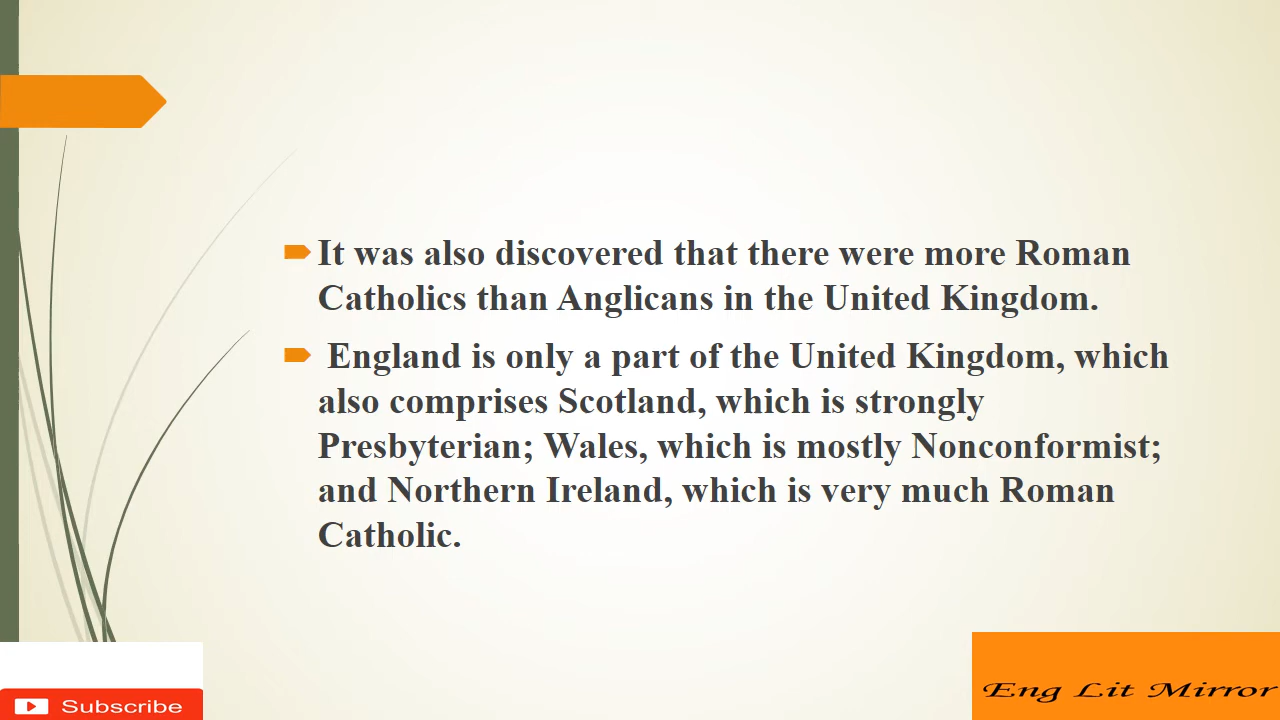 It was also discovered that there were more Roman
Catholics than Anglicans in the United Kingdom.
England is only a part of the United Kingdom, which
also comprises Scotland, which is strongly
Presbyterian; Wales, which is mostly Nonconformist;
and Northern Ireland, which is very much Roman
Catholic.
Subscribe
Eng Lit Mirror